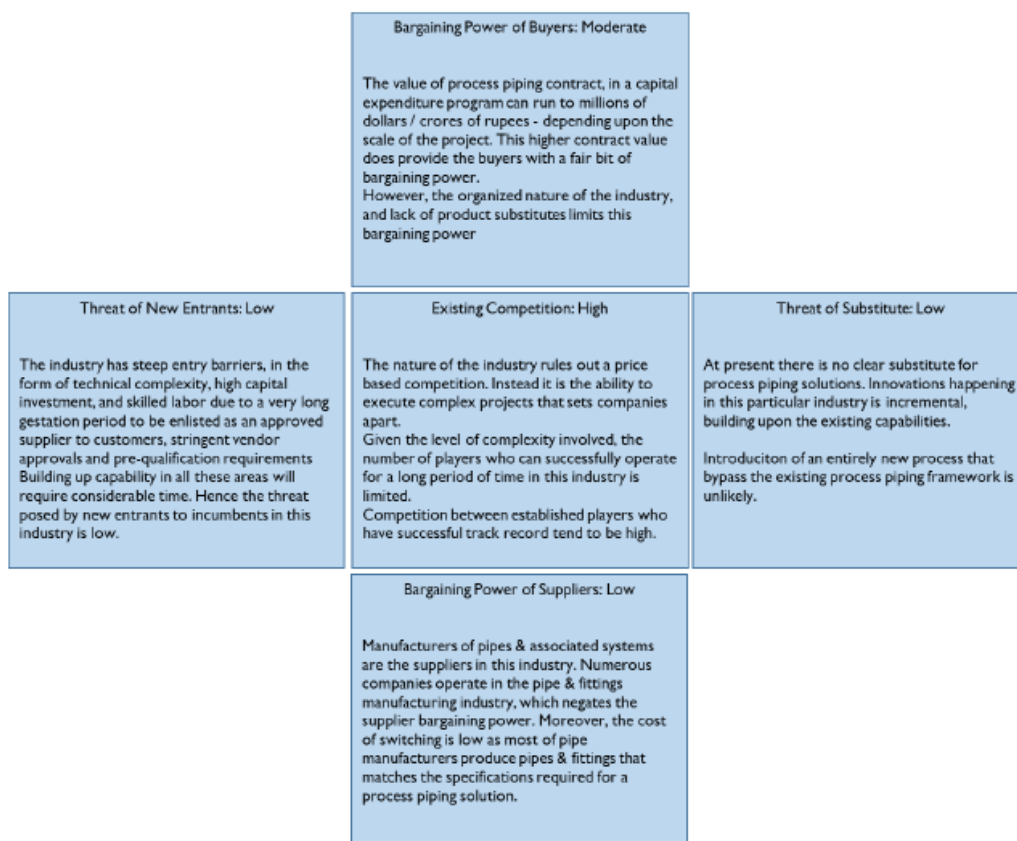 Bargaining Power of Buyers: Moderate
The value of process piping contract, in a capital
expenditure program can run to millions of
dollars / crores of rupees - depending upon the
scale of the project. This higher contract value
does provide the buyers with a fair bit of
bargaining power.
However, the organized nature of the industry,
and lack of product substitutes limits this
bargaining power
Threat of New Entrants: Low
The industry has steep entry barriers, in the
form of technical complexity, high capital
investment, and skilled labor due to a very long
gestation period to be enlisted as an approved
supplier to customers, stringent vendor
approvals and pre-qualification requirements
Building up capability in all these areas will
require considerable time. Hence the threat
posed by new entrants to incumbents in this
industry is low.
Existing Competition: High
The nature of the industry rules out a price
based competition. Instead it is the ability to
execute complex projects that sets companies
apart.
Given the level of complexity involved, the
number of players who can successfully operate
for a long period of time in this industry is
limited.
Competition between established players who
have successful track record tend to be high.
Threat of Substitute: Low
At present there is no clear substitute for
process piping solutions. Innovations happening
in this particular industry is incremental,
building upon the existing capabilities.
Introduciton of an entirely new process that
bypass the existing process piping framework is
unlikely.
Bargaining Power of Suppliers: Low
Manufacturers of pipes & associated systems
are the suppliers in this industry. Numerous
companies operate in the pipe & fittings
manufacturing industry, which negates the
supplier bargaining power. Moreover, the cost
of switching is low as most of pipe
manufacturers produce pipes & fittings that
matches the specifications required for a
process piping solution.